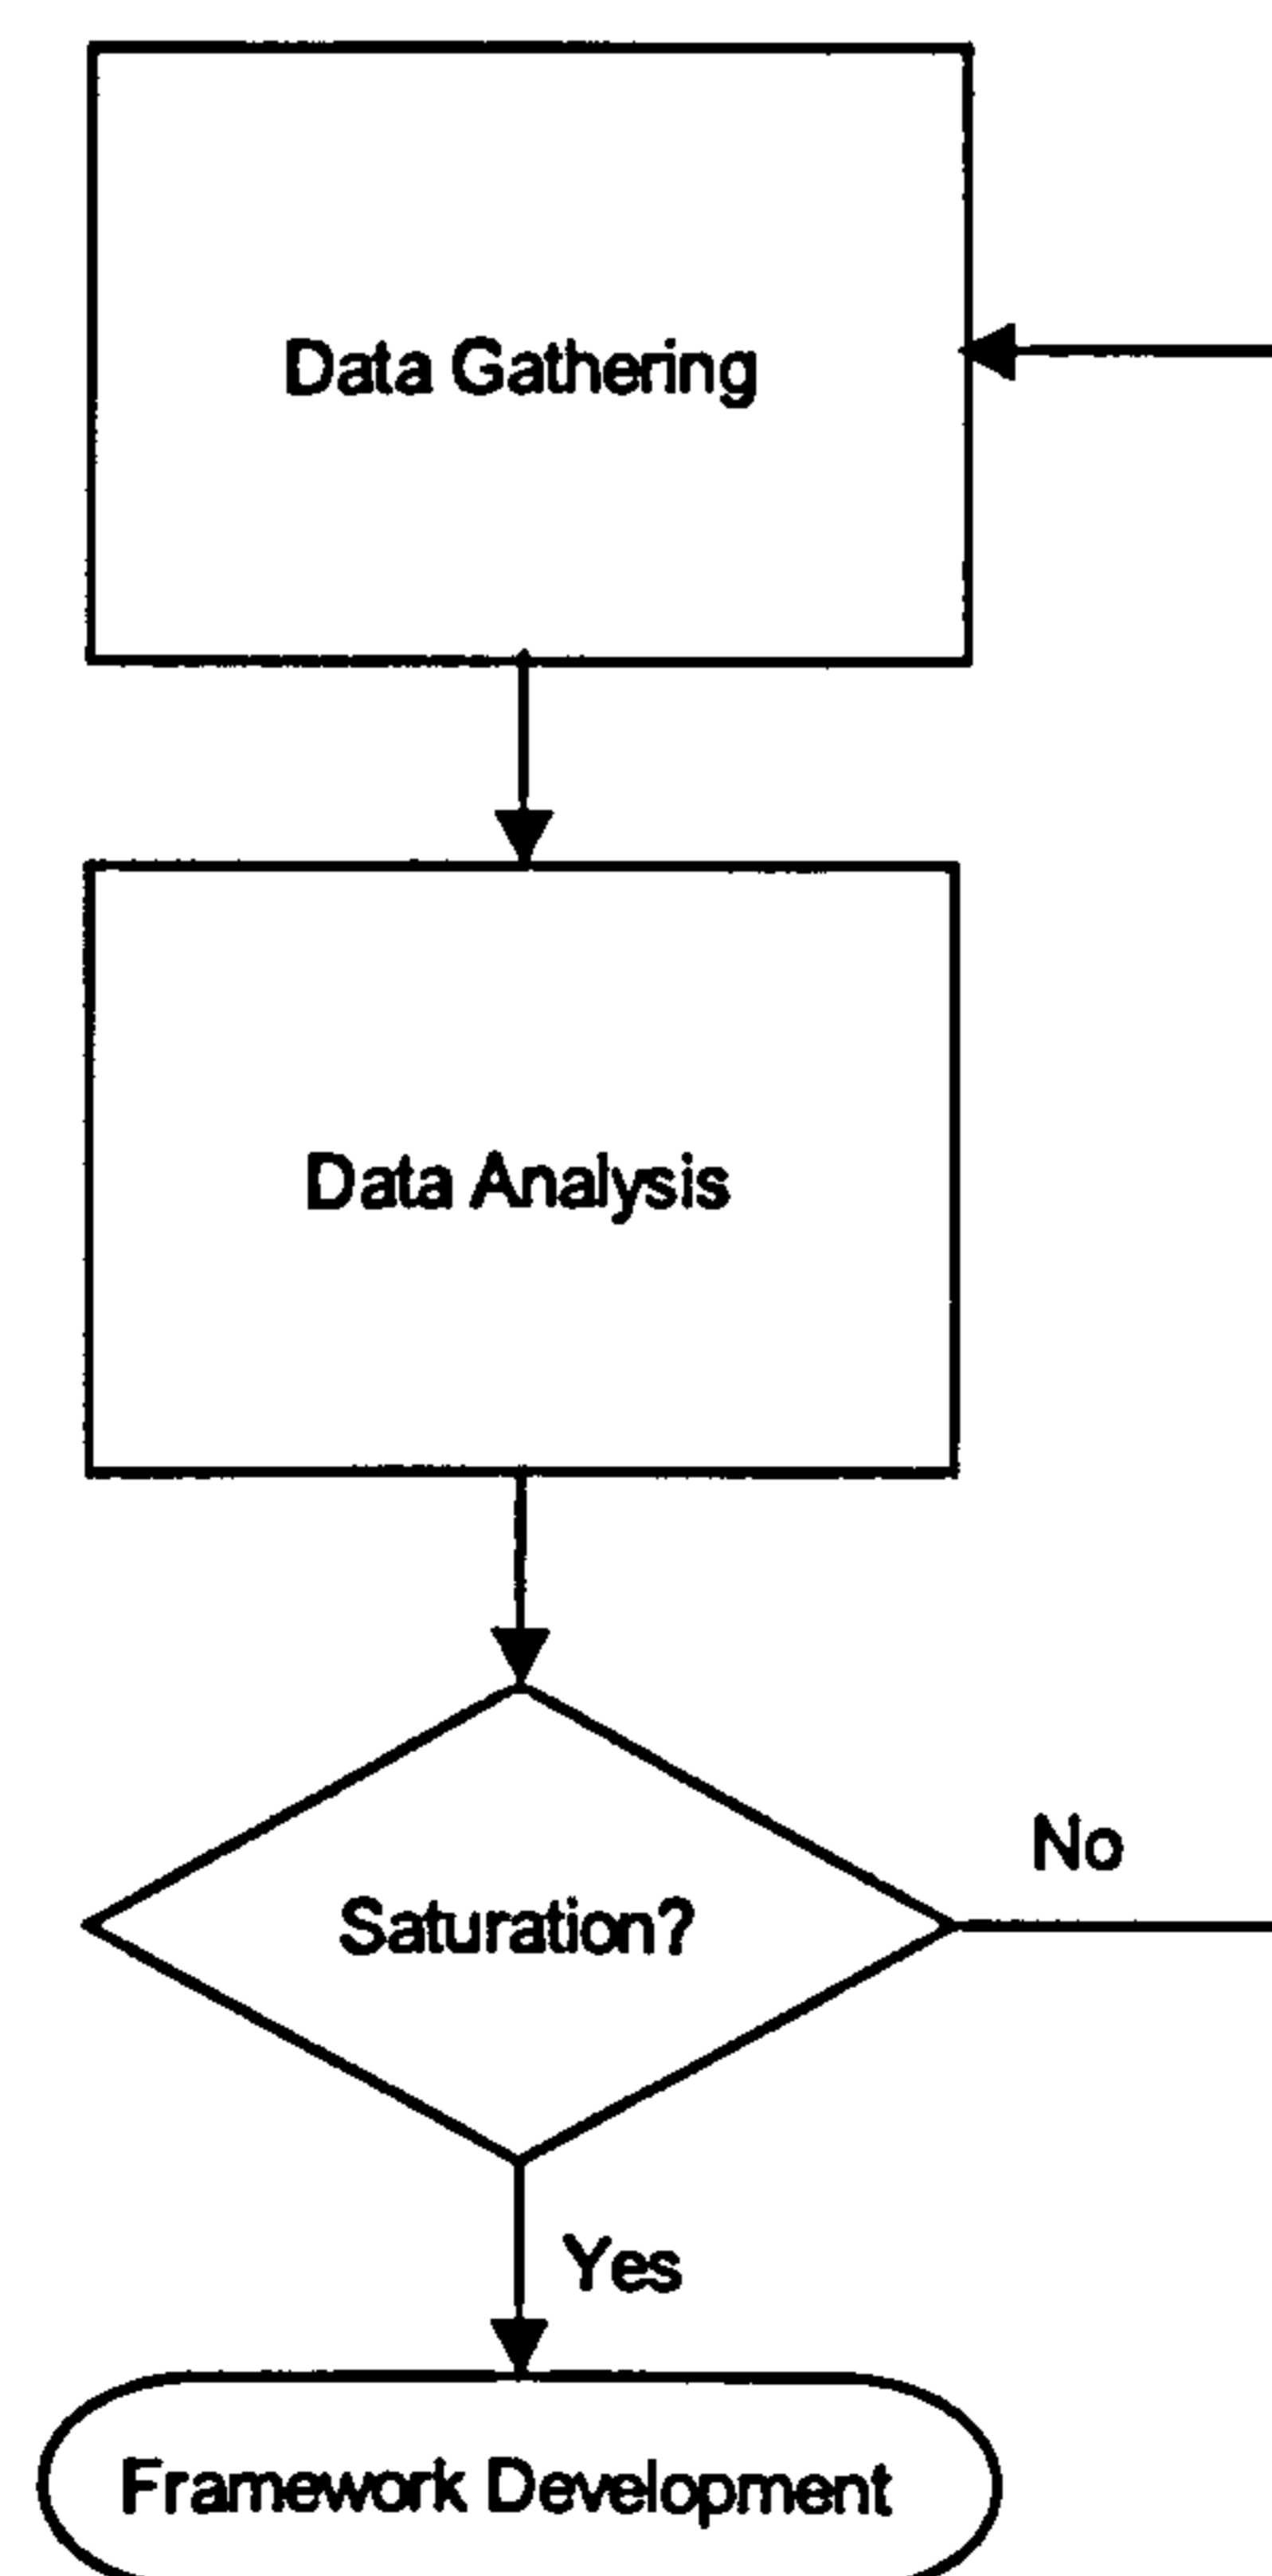 Data Gathering
Data Analysis
No
Saturation?
Yes
Framework Development